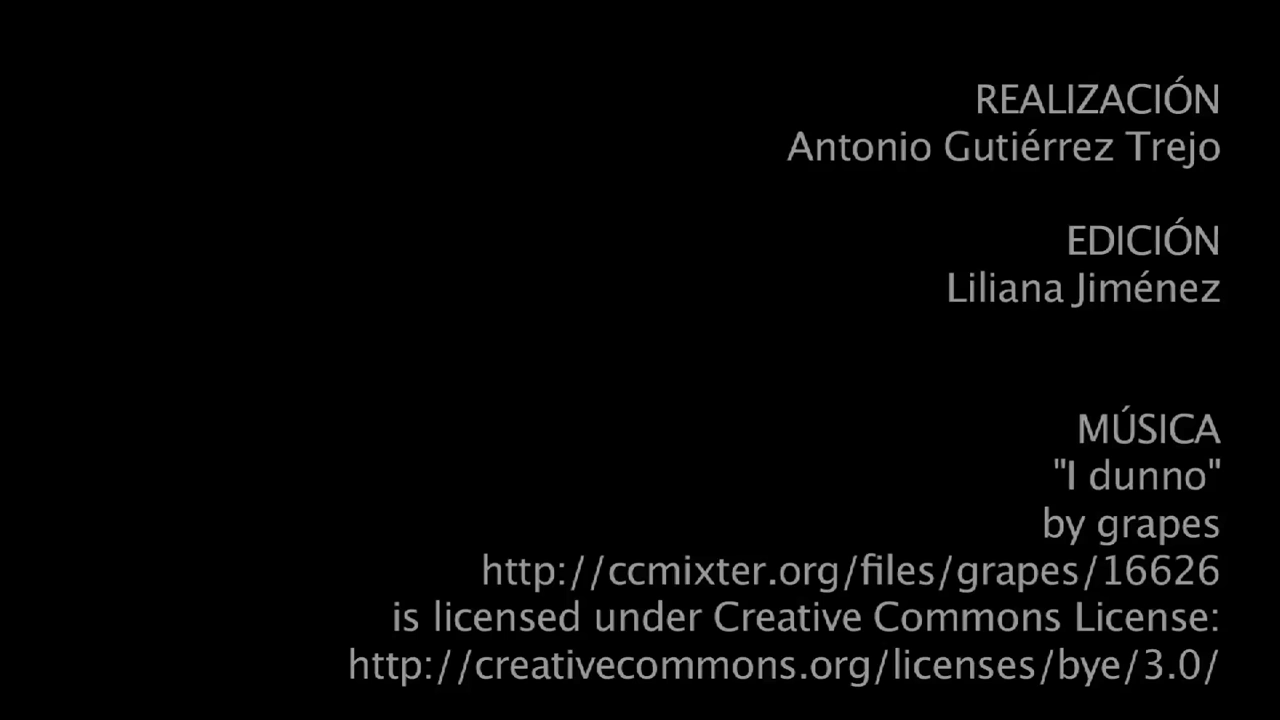 REALIZACIÓN
Antonio Gutiérrez Trejo
EDICIÓN
Liliana Jiménez
MÚSICA
"I dunno"
by grapes
http://ccmixter.org/files/grapes/16626
is licensed under Creative Commons License:
http://creativecommons.org/licenses/bye/3.0/